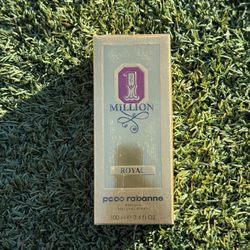 1
MILLION
ROYAL
paco rabanne
100 ml 3.4 FL OZ